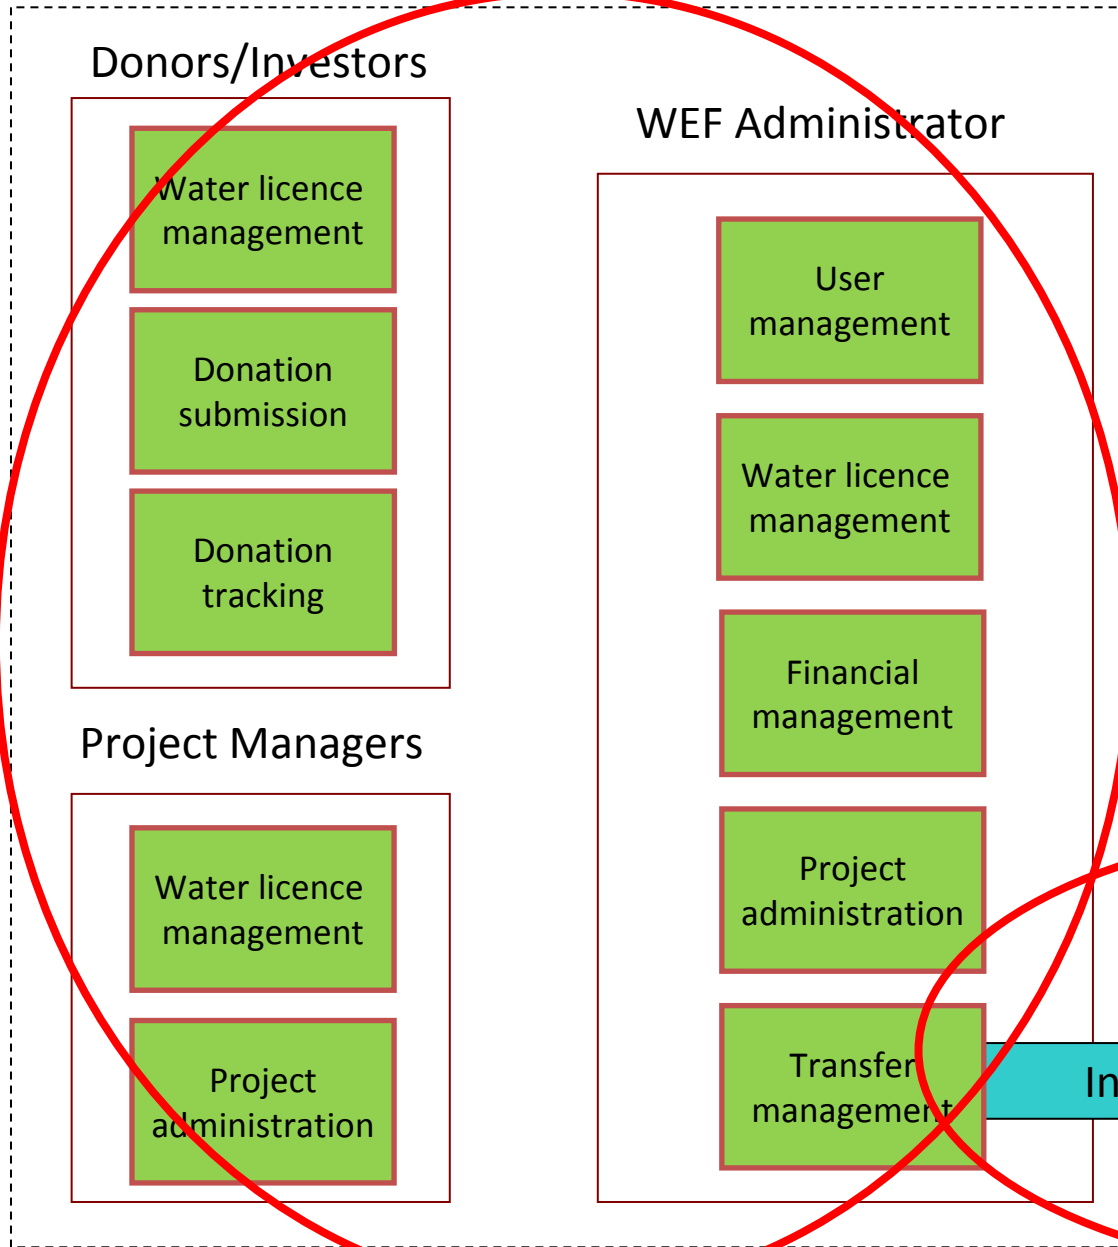 Donors/Investors
Water licence
management
Donation
submission
Donation
tracking
Project Managers
Water licence
management
Project
administration
WEF Administrator
User
management
Water licence
management
Financial
management
Project
administration
Transfer
management
In